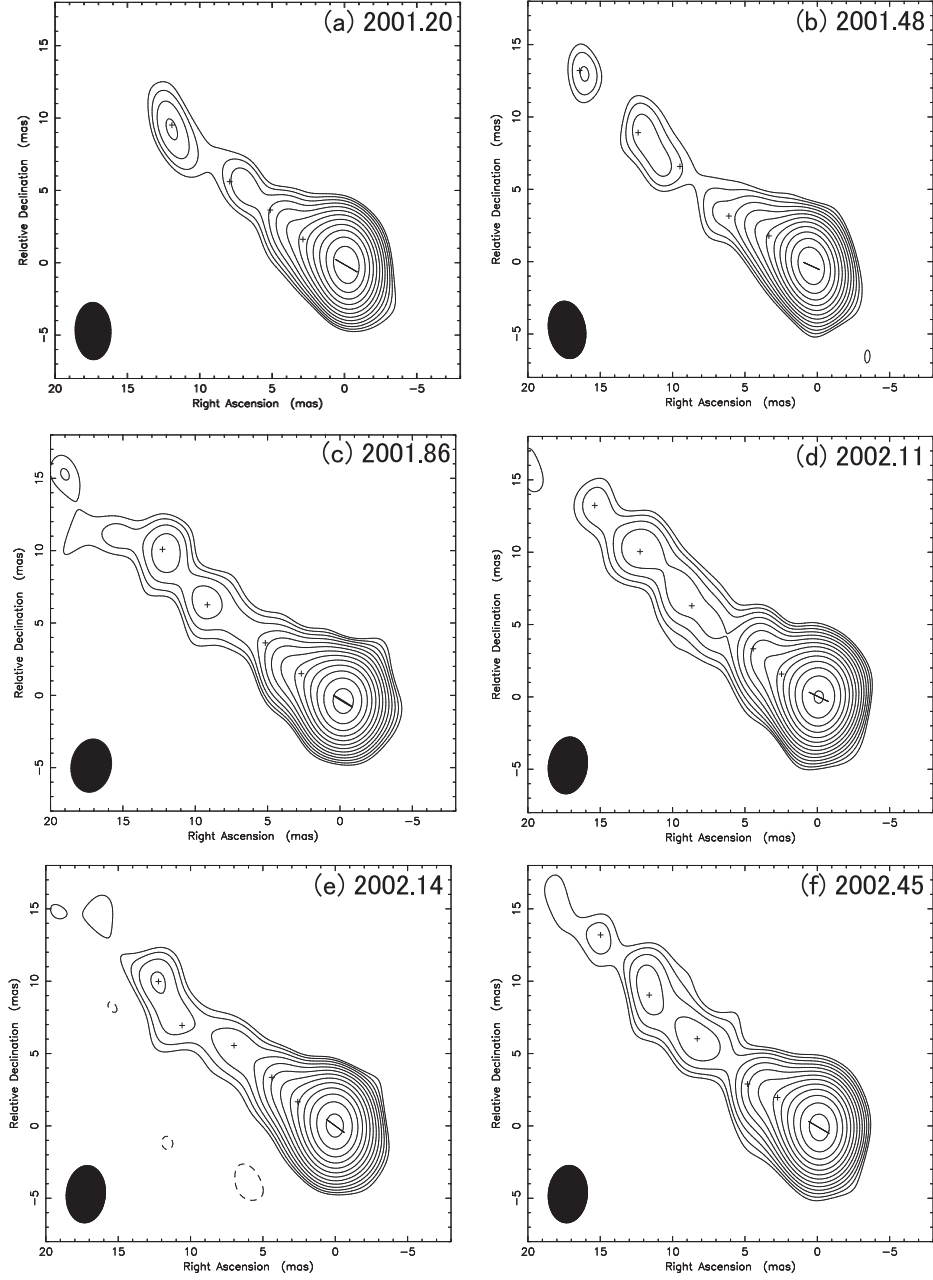 (a) 2001.20
15
10
5
0
−5
Relative Declination (mas)
20 15 10 5 0 −5
Right Ascension (mas)
(b) 2001.48
15
10
5
0
−5
Relative Declination (mas)
20 15 10 5 0 −5
Right Ascension (mas)
(c) 2001.86
15
10
5
0
−5
Relative Declination (mas)
20 15 10 5 0 −5
Right Ascension (mas)
(d) 2002.11
15
10
5
0
−5
Relative Declination (mas)
20 15 10 5 0 −5
Right Ascension (mas)
(e) 2002.14
15
10
5
0
−5
Relative Declination (mas)
20 15 10 5 0 −5
Right Ascension (mas)
(f) 2002.45
15
10
5
0
−5
Relative Declination (mas)
20 15 10 5 0 −5
Right Ascension (mas)